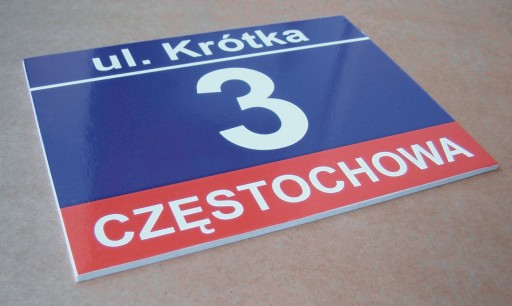 ul. Krótka
3
CZĘSTOCHOWA